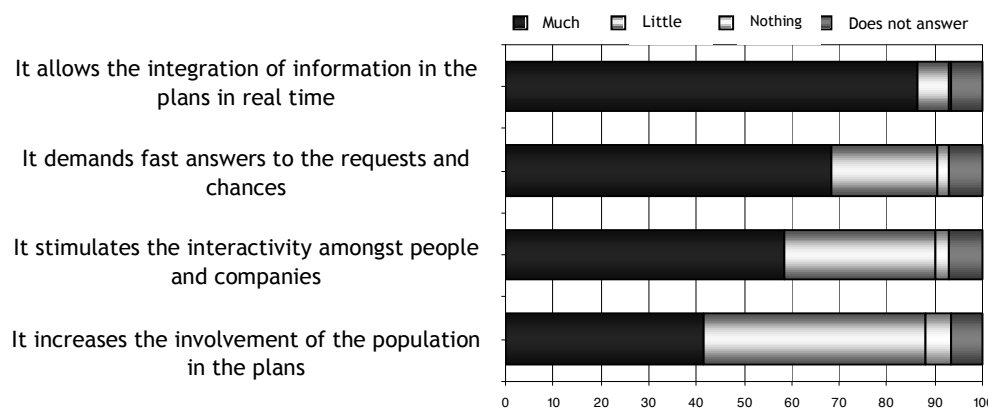 Much Little Nothing Does not answer
It allows the integration of information in the
plans in real time
It demands fast answers to the requests and
chances
It stimulates the interactivity amongst people
and companies
It increases the involvement of the population
in the plans
0 10 20 30 40 50 60 70 80 90 100